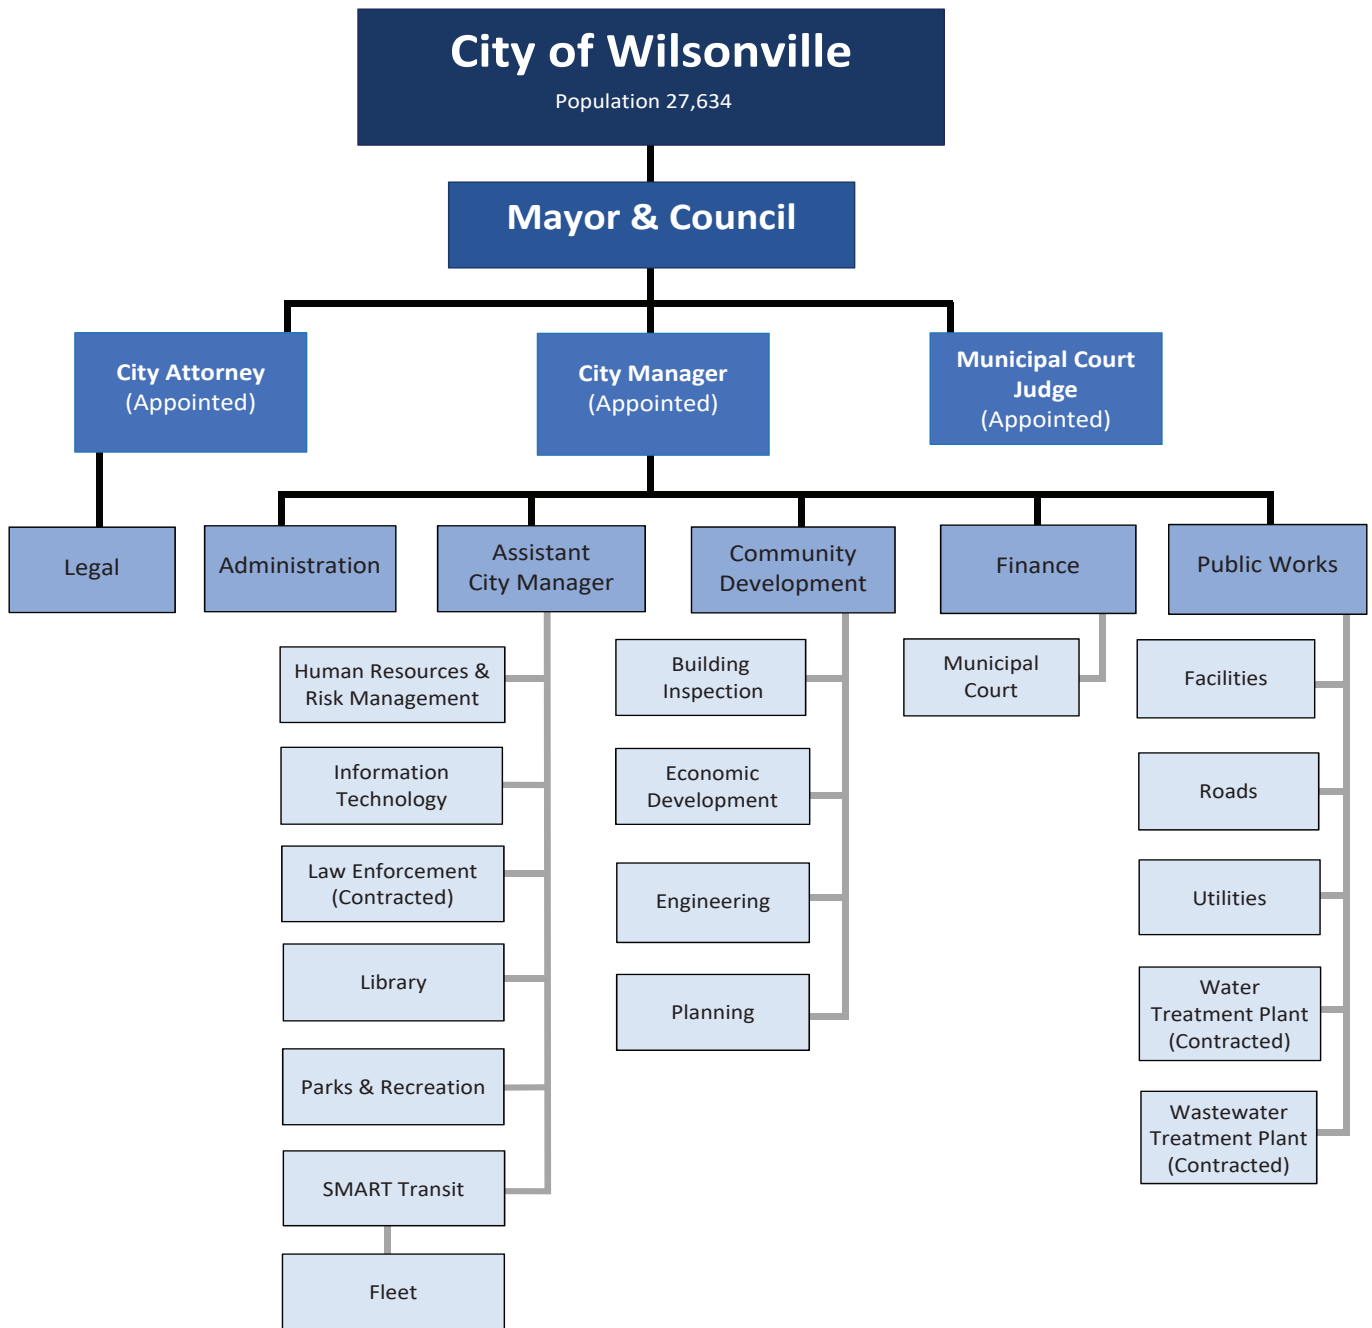 City of Wilsonville
Population 27,634
Mayor & Council
City Attorney
(Appointed)
City Manager
(Appointed)
Municipal Court
Judge
(Appointed)
Legal
Administration
Assistant
City Manager
Community
Development
Finance
Public Works
Human Resources &
Risk Management
Information
Technology
Law Enforcement
(Contracted)
Library
Parks & Recreation
SMART Transit
Fleet
Building
Inspection
Economic
Development
Engineering
Planning
Municipal
Court
Facilities
Roads
Utilities
Water
Treatment Plant
(Contracted)
Wastewater
Treatment Plant
(Contracted)